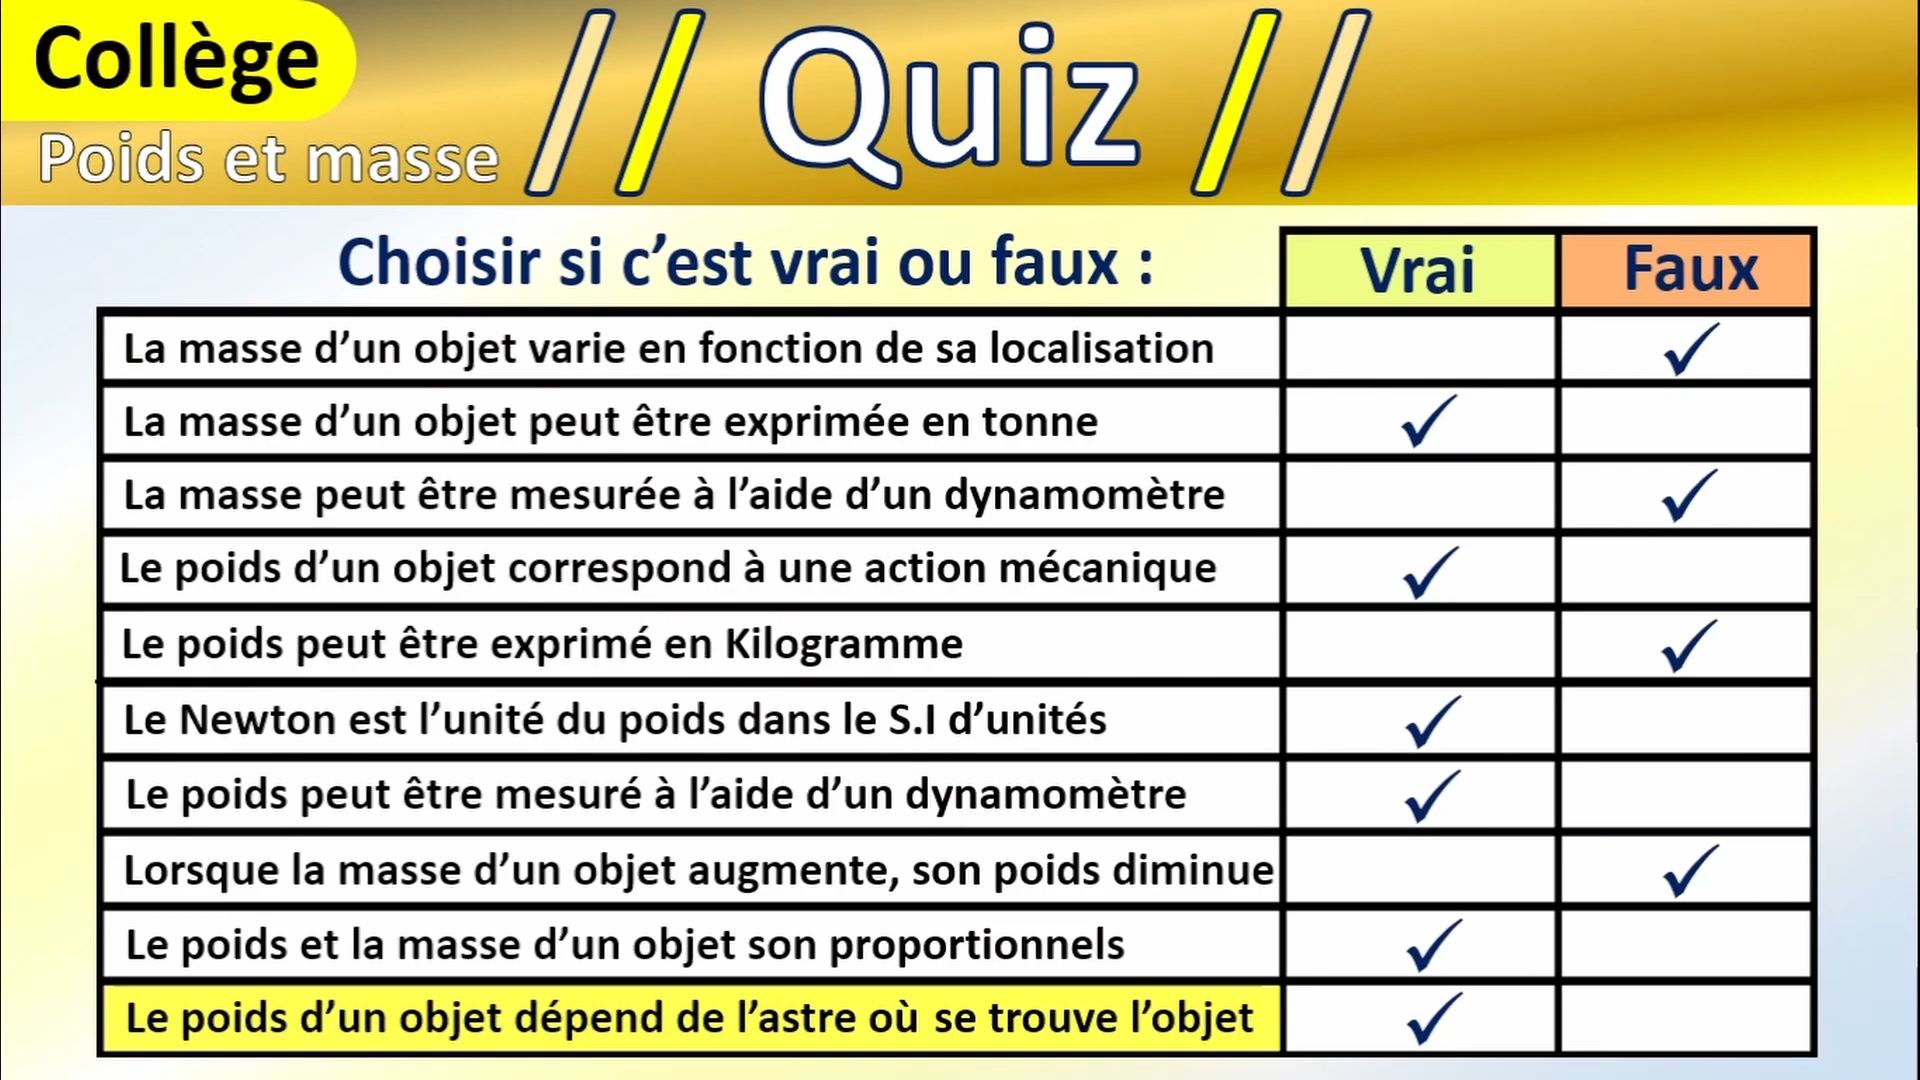 Collège
Poids et masse
// Quiz //
Choisir si c’est vrai ou faux :
Vrai
Faux
La masse d’un objet varie en fonction de sa localisation ✓
La masse d’un objet peut être exprimée en tonne ✓
La masse peut être mesurée à l’aide d’un dynamomètre ✓
Le poids d’un objet correspond à une action mécanique ✓
Le poids peut être exprimé en Kilogramme ✓
Le Newton est l’unité du poids dans le S.I d’unités ✓
Le poids peut être mesuré à l’aide d’un dynamomètre ✓
Lorsque la masse d’un objet augmente, son poids diminue ✓
Le poids et la masse d’un objet son proportionnels ✓
Le poids d’un objet dépend de l’astre où se trouve l’objet ✓